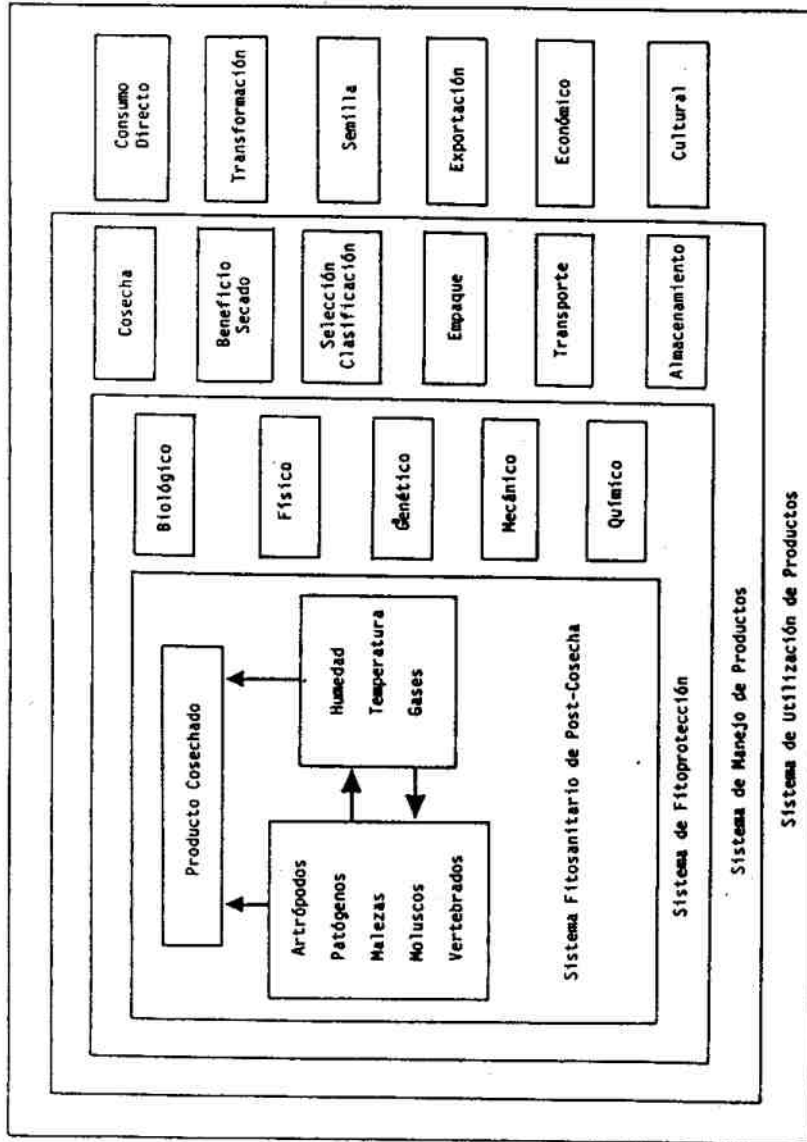 Producto Cosechado
Artrópodos
Patógenos
Malezas
Moluscos
Vertebrados
Humedad
Temperatura
Gases
Sistema Fitosanitario de Post-Cosecha
Biológico
Físico
Genético
Mecánico
Químico
Sistema de Fitoprotección
Cosecha
Beneficio
Secado
Selección
Clasificación
Empaque
Transporte
Almacenamiento
Sistema de Manejo de Productos
Consumo
Directo
Transformación
Semilla
Exportación
Económico
Cultural
Sistema de Utilización de Productos